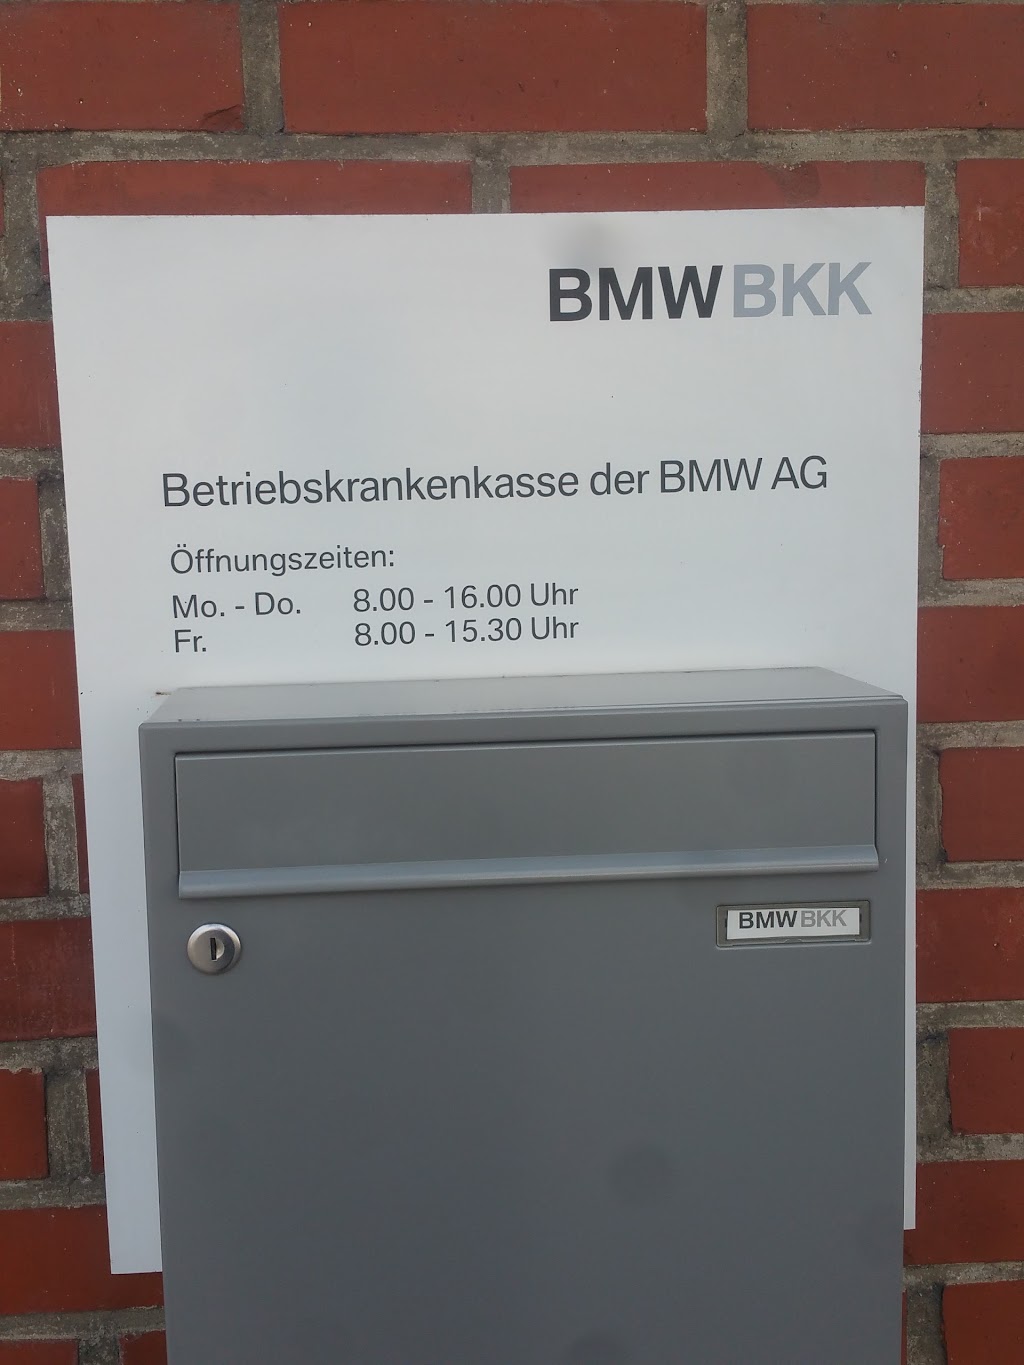 BMW BKK
Betriebskrankenkasse der BMW AG
Öffnungszeiten:
Mo. - Do. 8.00 - 16.00 Uhr
Fr. 8.00 - 15.30 Uhr
BMW BKK